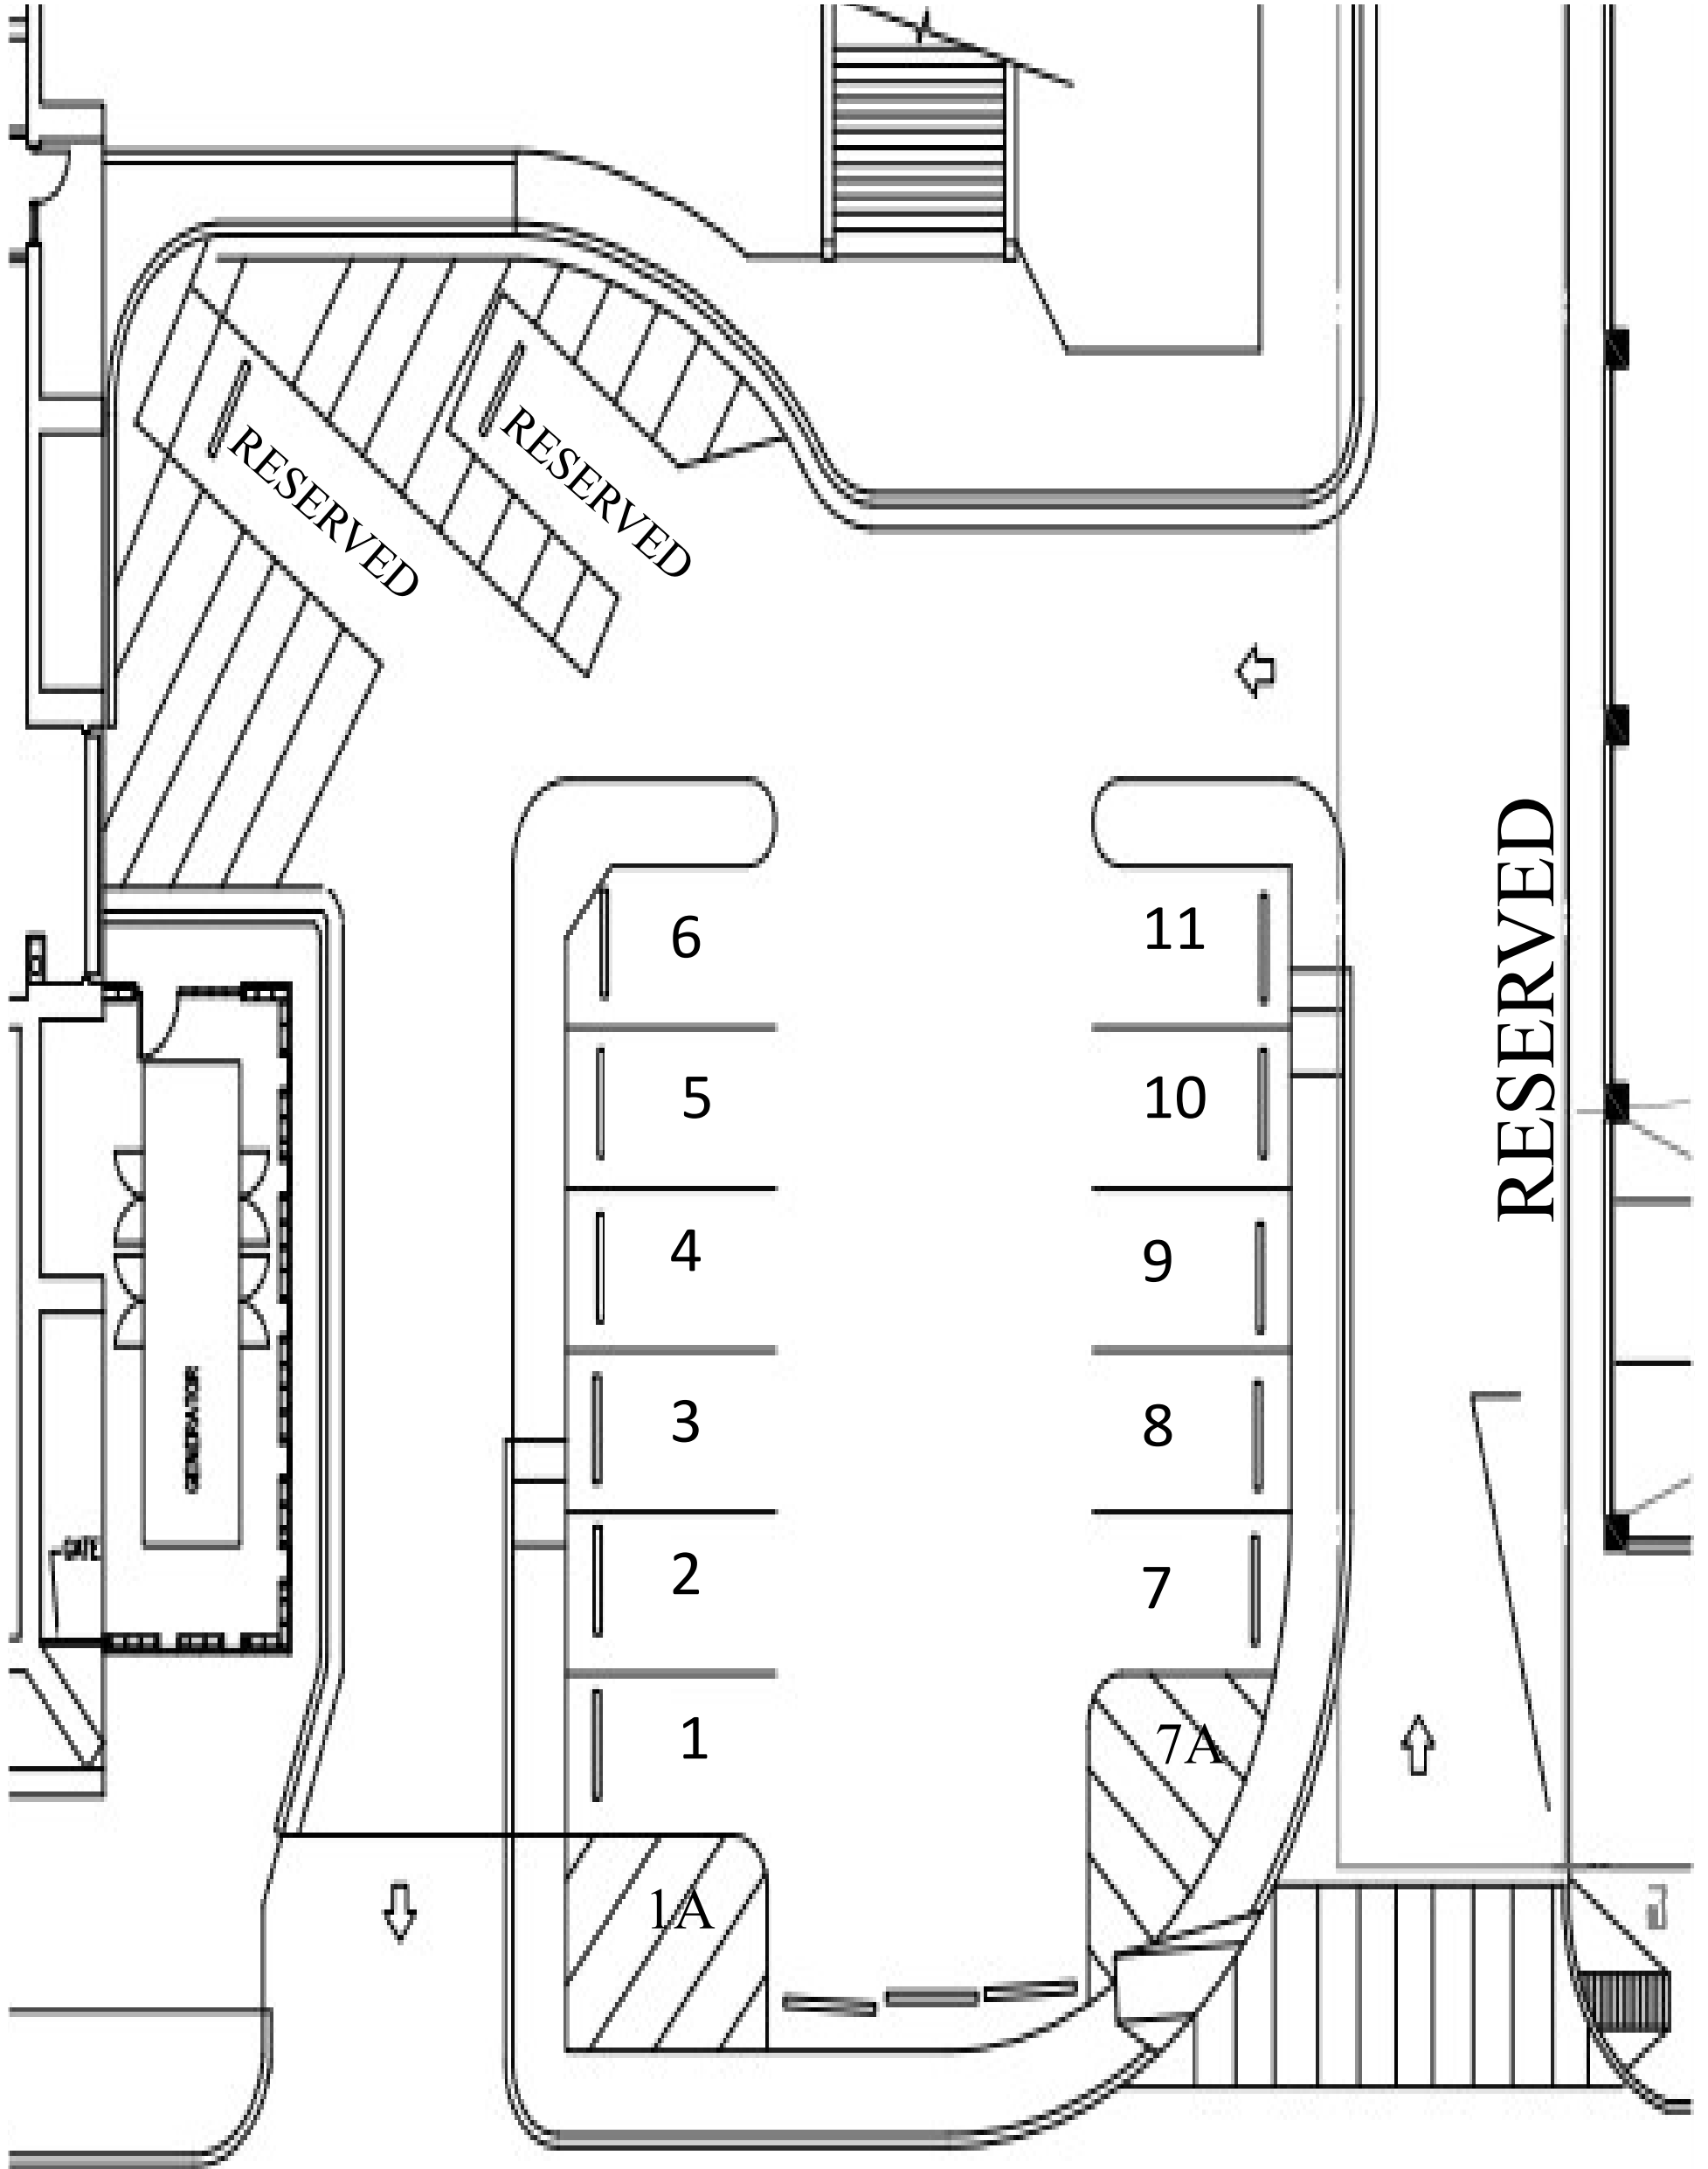 RESERVED
RESERVED
RESERVED
6
11
5
10
4
9
3
8
GENERATOR
GATE
2
7
1
7A
1A